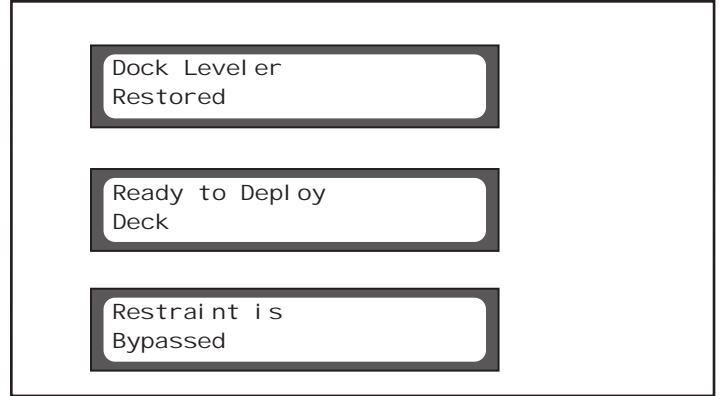 Dock Leveler
Restored
Ready to Deploy
Deck
Restraint is
Bypassed